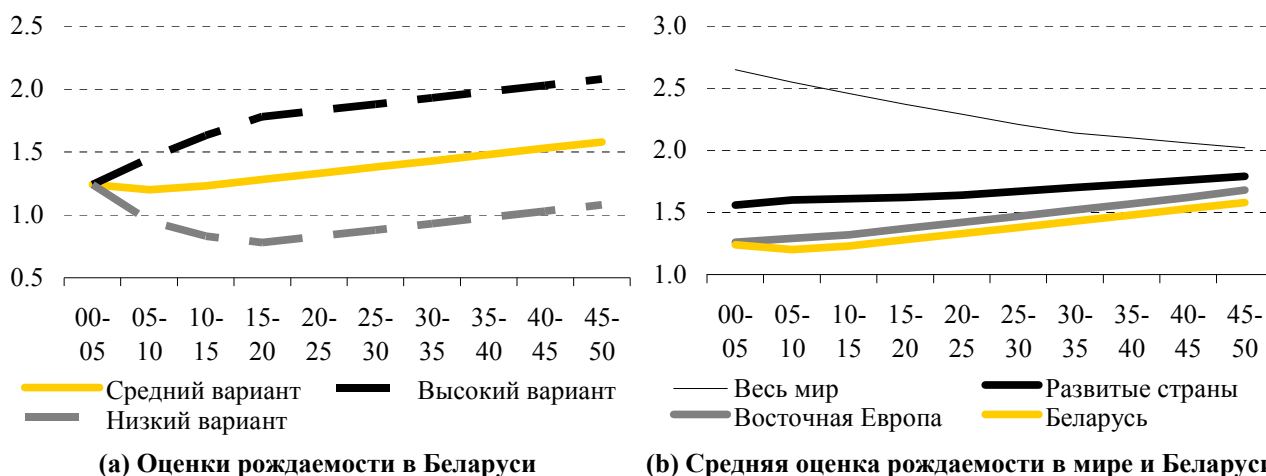 2.5
2.0
1.5
1.0
0.5
00-05 05-10 10-15 15-20 20-25 25-30 30-35 35-40 40-45 45-50
Средний вариант Высокий вариант
Низкий вариант
(a) Оценки рождаемости в Беларуси
3.0
2.5
2.0
1.5
1.0
00-05 05-10 10-15 15-20 20-25 25-30 30-35 35-40 40-45 45-50
Весь мир Развитые страны
Восточная Европа Беларусь
(b) Средняя оценка рождаемости в мире и Беларуси